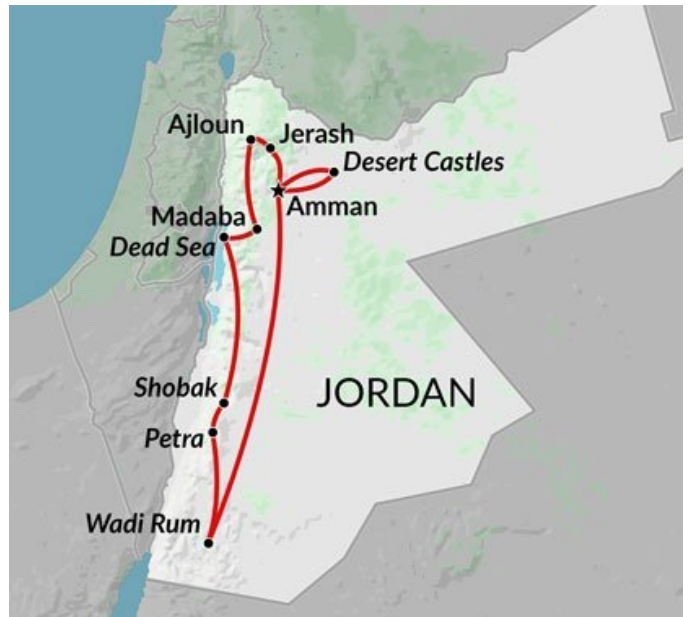 Ajloun
Jerash
Desert Castles
Amman
Madaba
Dead Sea
Shobak
JORDAN
Petra
Wadi Rum